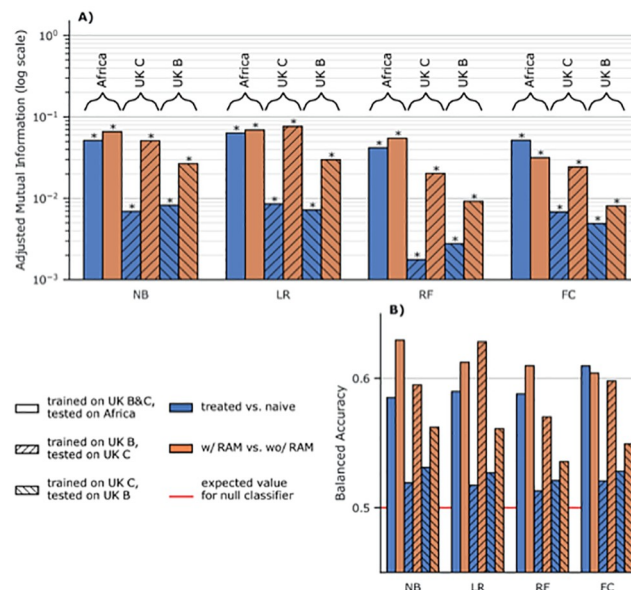 A)
Adjusted Mutual Information (log scale)
10⁰
10⁻¹
10⁻²
10⁻³
Africa
UK C
UK B
Africa
UK C
UK B
Africa
UK C
UK B
Africa
UK C
UK B
* * * * * *
* * * * * *
* * * * * *
* * * * * *
NB
LR
RF
FC
B)
Balanced Accuracy
0.6
0.5
NB
LR
RF
FC
trained on UK B&C,
tested on Africa
trained on UK B,
tested on UK C
trained on UK C,
tested on UK B
treated vs. naive
w/ RAM vs. wo/ RAM
expected value
for null classifier